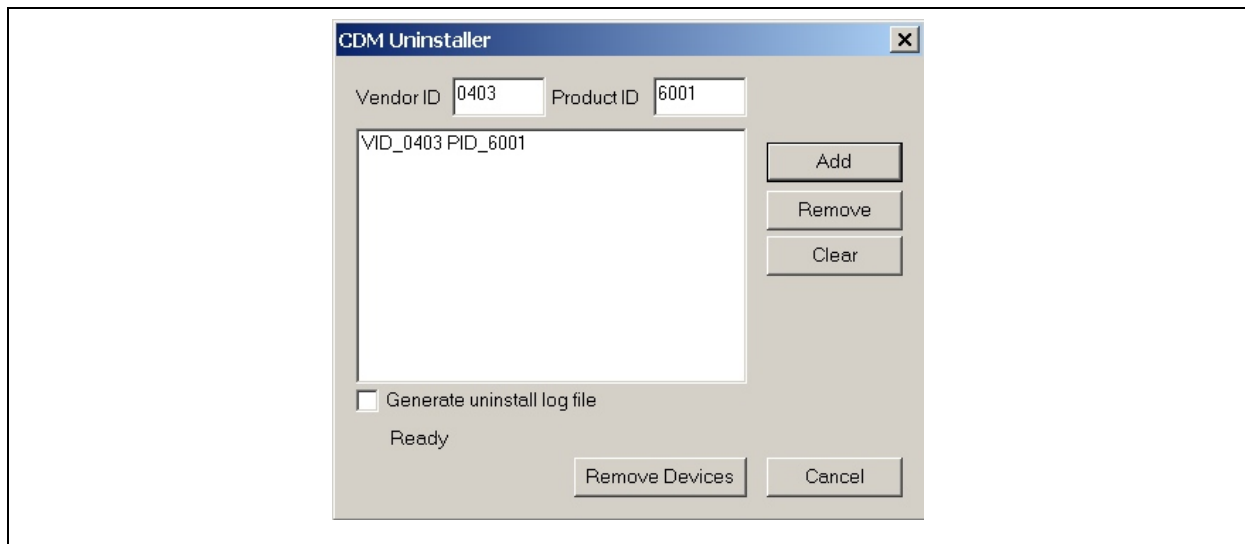 CDM Uninstaller
Vendor ID 0403 Product ID 6001
VID_0403 PID_6001
Add
Remove
Clear
Generate uninstall log file
Ready
Remove Devices Cancel